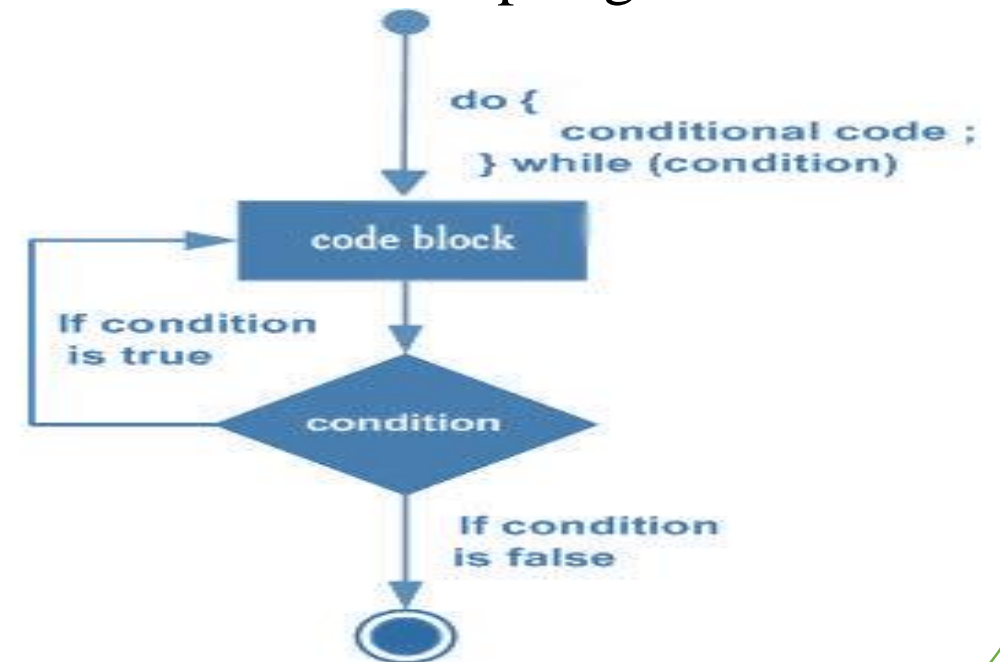 do {
conditional code ;
} while (condition)
code block
If condition
is true
condition
If condition
is false